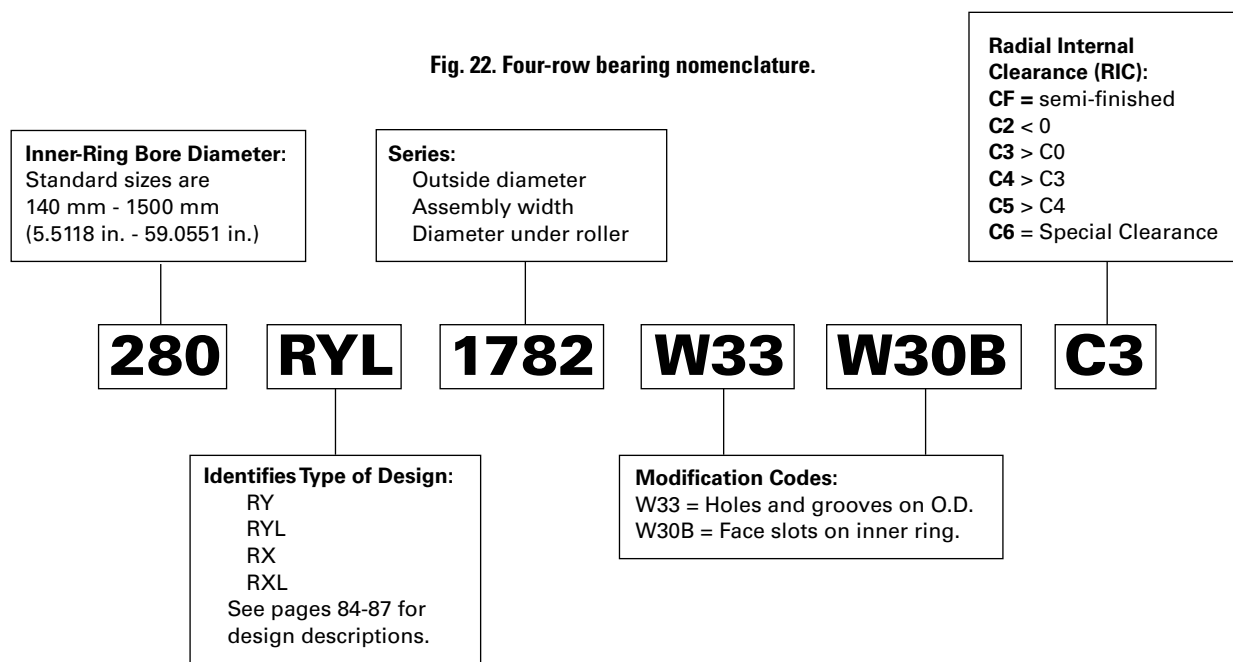 Fig. 22. Four-row bearing nomenclature.
Radial Internal
Clearance (RIC):
CF = semi-finished
C2 < 0
C3 > C0
C4 > C3
C5 > C4
C6 = Special Clearance
Inner-Ring Bore Diameter:
Standard sizes are
140 mm - 1500 mm
(5.5118 in. - 59.0551 in.)
Series:
Outside diameter
Assembly width
Diameter under roller
280 RYL 1782 W33 W30B C3
Identifies Type of Design:
RY
RYL
RX
RXL
See pages 84-87 for
design descriptions.
Modification Codes:
W33 = Holes and grooves on O.D.
W30B = Face slots on inner ring.